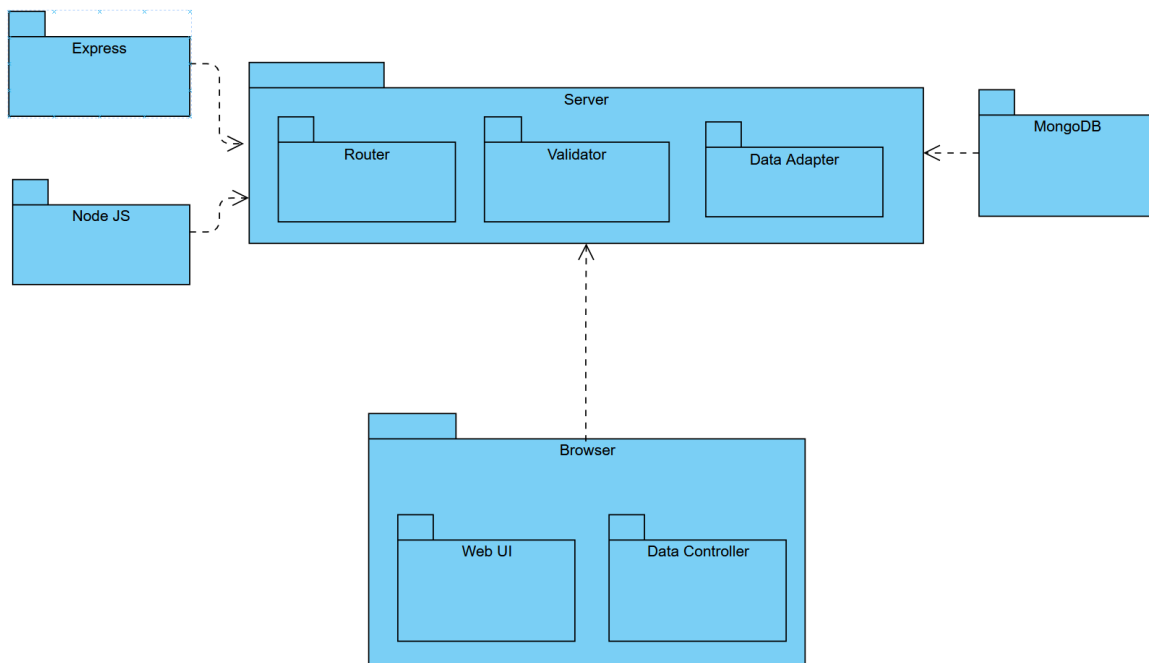 Express
Server
MongoDB
Router
Validator
Data Adapter
Node JS
Browser
Web UI
Data Controller